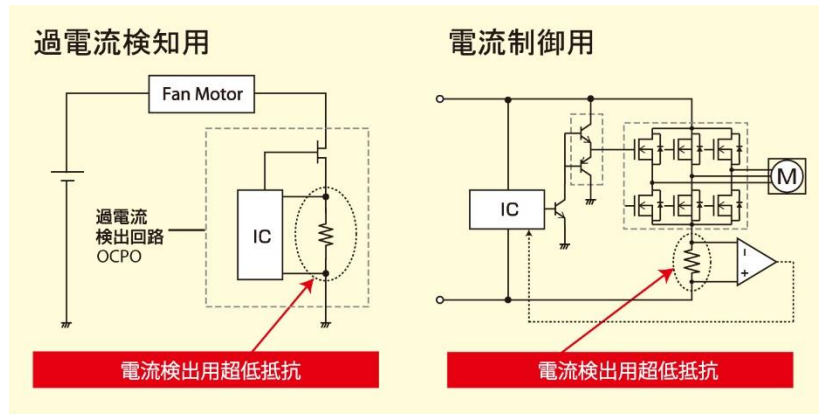 過電流検知用
電流制御用
Fan Motor
過電流
検出回路
OCPO
IC
IC
M
電流検出用超低抵抗
電流検出用超低抵抗